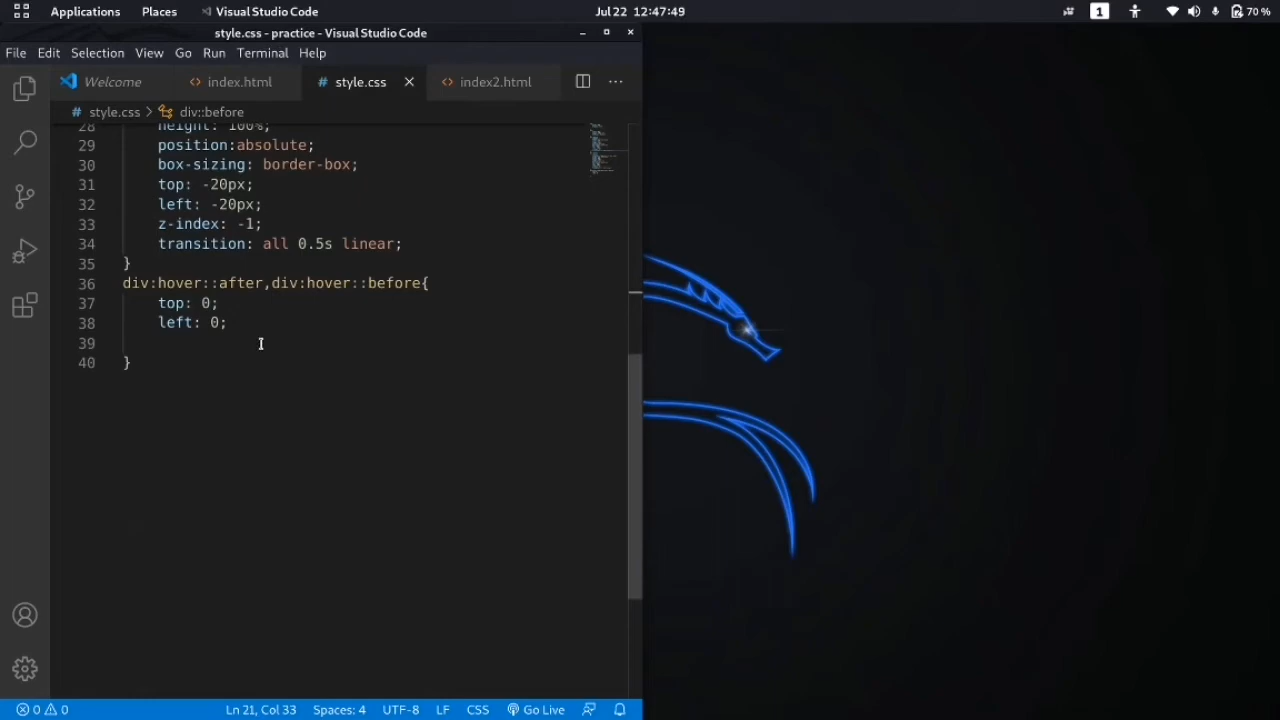 Applications Places Visual Studio Code Jul 22 12:47:49 1 70 %
style.css - practice - Visual Studio Code
File Edit Selection View Go Run Terminal Help
Welcome <> index.html # style.css <> index2.html
# style.css > div::before
28 height: 100%;
29 position:absolute;
30 box-sizing: border-box;
31 top: -20px;
32 left: -20px;
33 z-index: -1;
34 transition: all 0.5s linear;
35 }
36 div:hover::after,div:hover::before{
37 top: 0;
38 left: 0;
39
40 }
0 0 Ln 21, Col 33 Spaces: 4 UTF-8 LF CSS Go Live